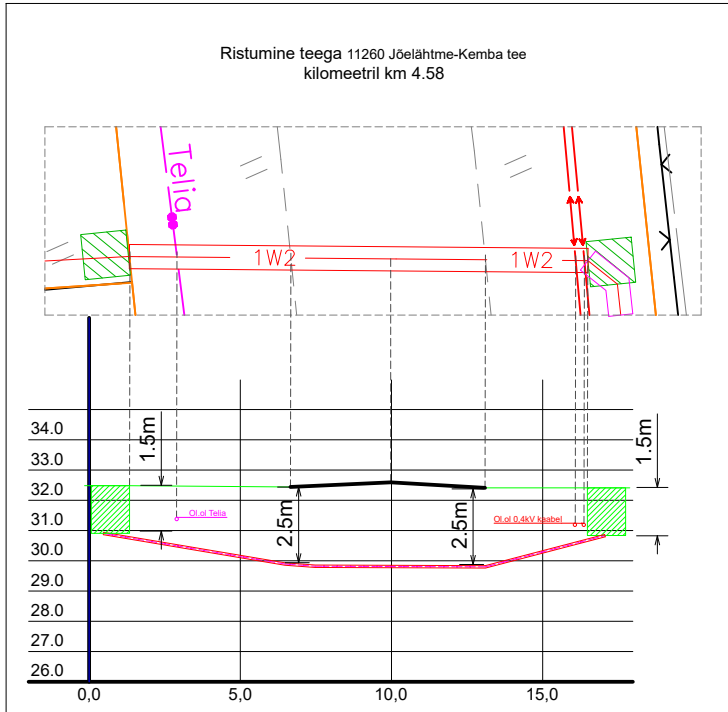 Ristumine teega 11260 Jõelähtme-Kemba tee
kilomeetril km 4.58
Telia
1W2
1W2
34.0
33.0
32.0
31.0
30.0
29.0
28.0
27.0
26.0
1.5m
Ol.ol Telia
2.5m
2.5m
Ol.ol 0,4kV kaabel
1.5m
0,0
5,0
10,0
15,0